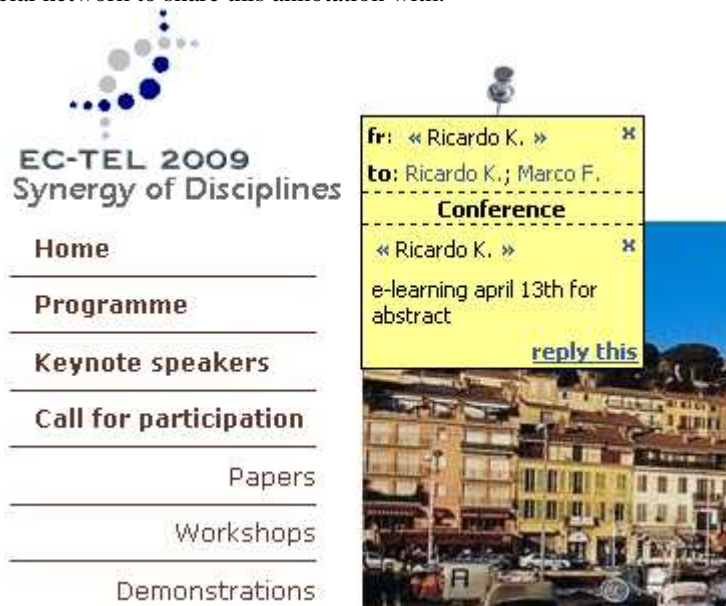 EC-TEL 2009
Synergy of Disciplines
Home
Programme
Keynote speakers
Call for participation
Papers
Workshops
Demonstrations
fr: « Ricardo K. »
to: Ricardo K.; Marco F.
Conference
« Ricardo K. »
e-learning april 13th for
abstract
reply this